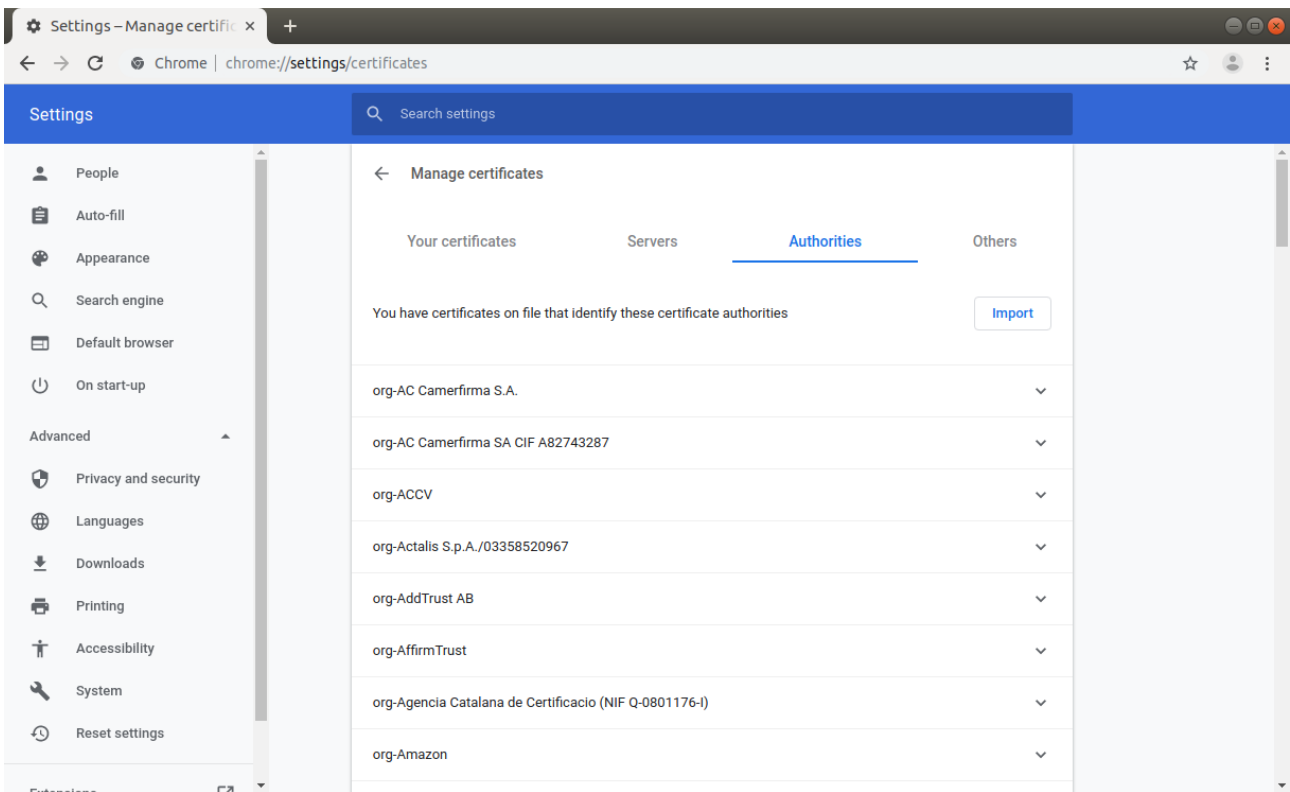 Settings – Manage certific
Chrome | chrome://settings/certificates
Settings
Search settings
People
Auto-fill
Appearance
Search engine
Default browser
On start-up
Advanced
Privacy and security
Languages
Downloads
Printing
Accessibility
System
Reset settings
Manage certificates
Your certificates
Servers
Authorities
Others
You have certificates on file that identify these certificate authorities
Import
org-AC Camerfirma S.A.
org-AC Camerfirma SA CIF A82743287
org-ACCV
org-Actalis S.p.A./03358520967
org-AddTrust AB
org-AffirmTrust
org-Agencia Catalana de Certificacio (NIF Q-0801176-I)
org-Amazon